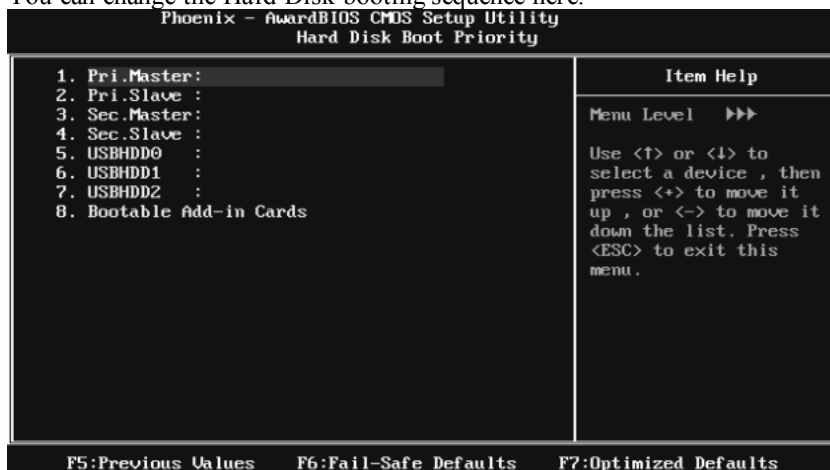 You can change the Hard Disk booting sequence here.
Phoenix - AwardBIOS CMOS Setup Utility
Hard Disk Boot Priority
1. Pri.Master:
2. Pri.Slave :
3. Sec.Master:
4. Sec.Slave :
5. USBHDD0 :
6. USBHDD1 :
7. USBHDD2 :
8. Bootable Add-in Cards
Item Help
Menu Level ▶▶▶
Use <↑> or <↓> to
select a device , then
press <+> to move it
up , or <-> to move it
down the list. Press
<ESC> to exit this
menu.
F5:Previous Values F6:Fail-Safe Defaults F7:Optimized Defaults